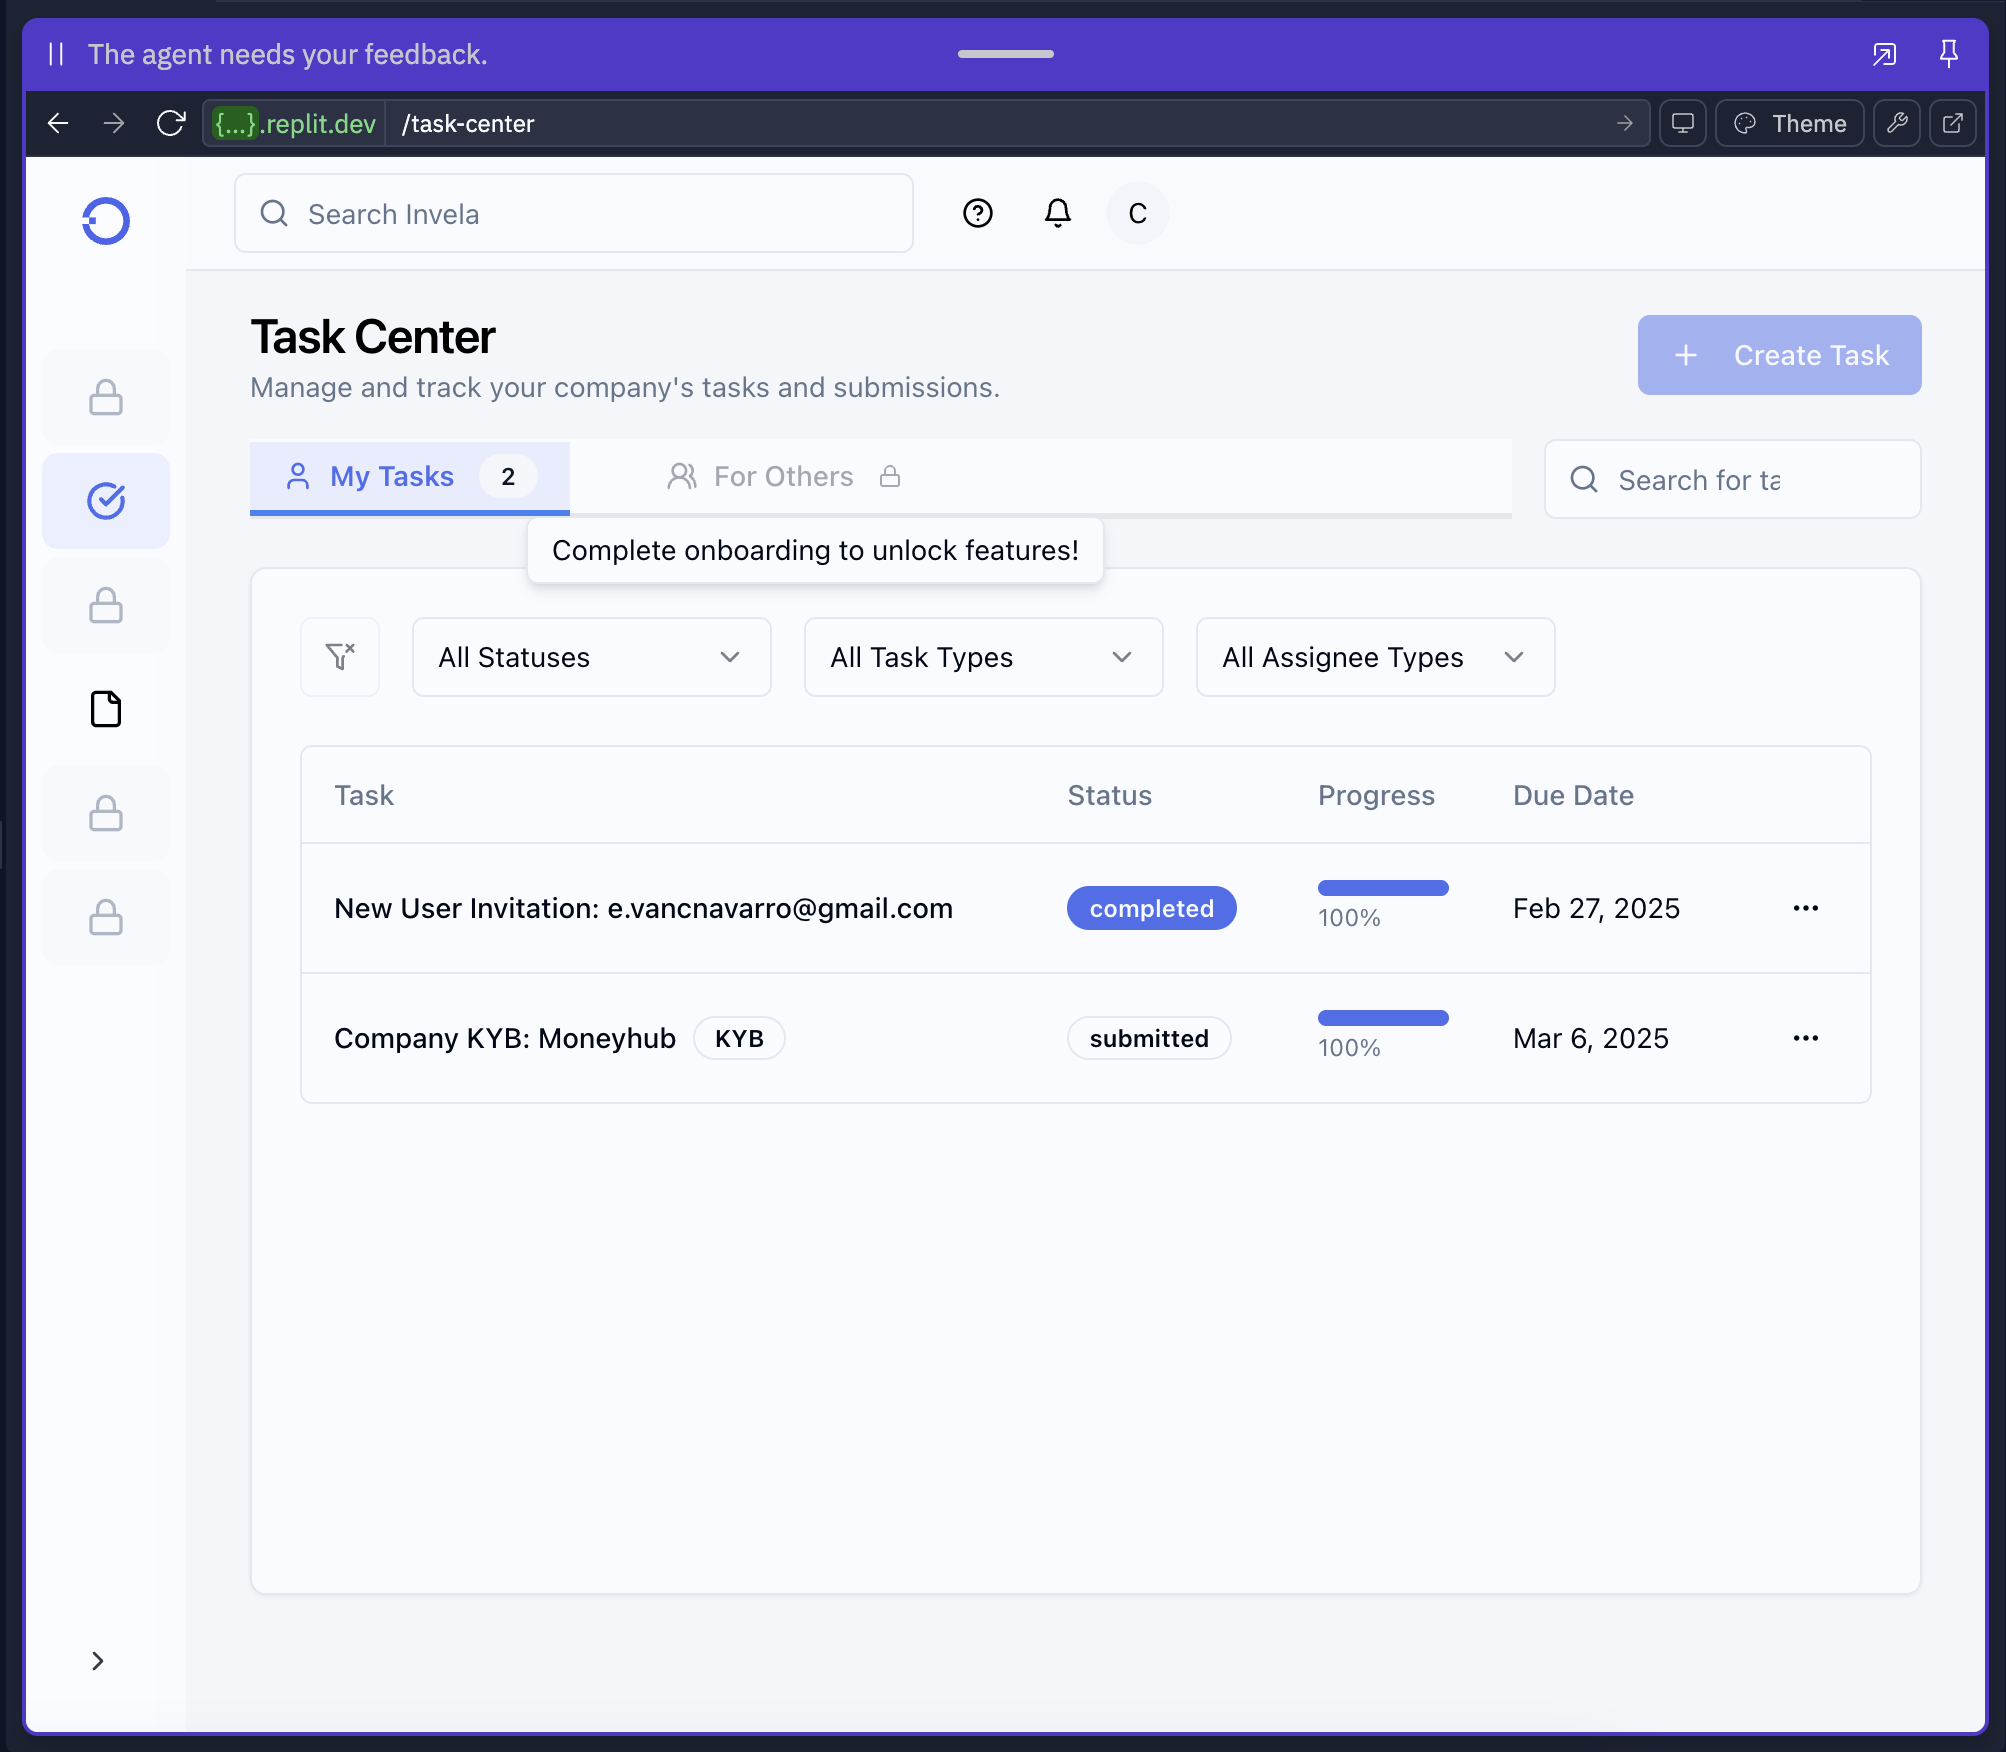 The agent needs your feedback.
{...}.replit.dev /task-center
Theme
Search Invela
C
Task Center
Manage and track your company's tasks and submissions.
Create Task
My Tasks 2
For Others
Search for ta
Complete onboarding to unlock features!
All Statuses
All Task Types
All Assignee Types
Task Status Progress Due Date
New User Invitation: e.vancnavarro@gmail.com completed 100% Feb 27, 2025
Company KYB: Moneyhub KYB submitted 100% Mar 6, 2025